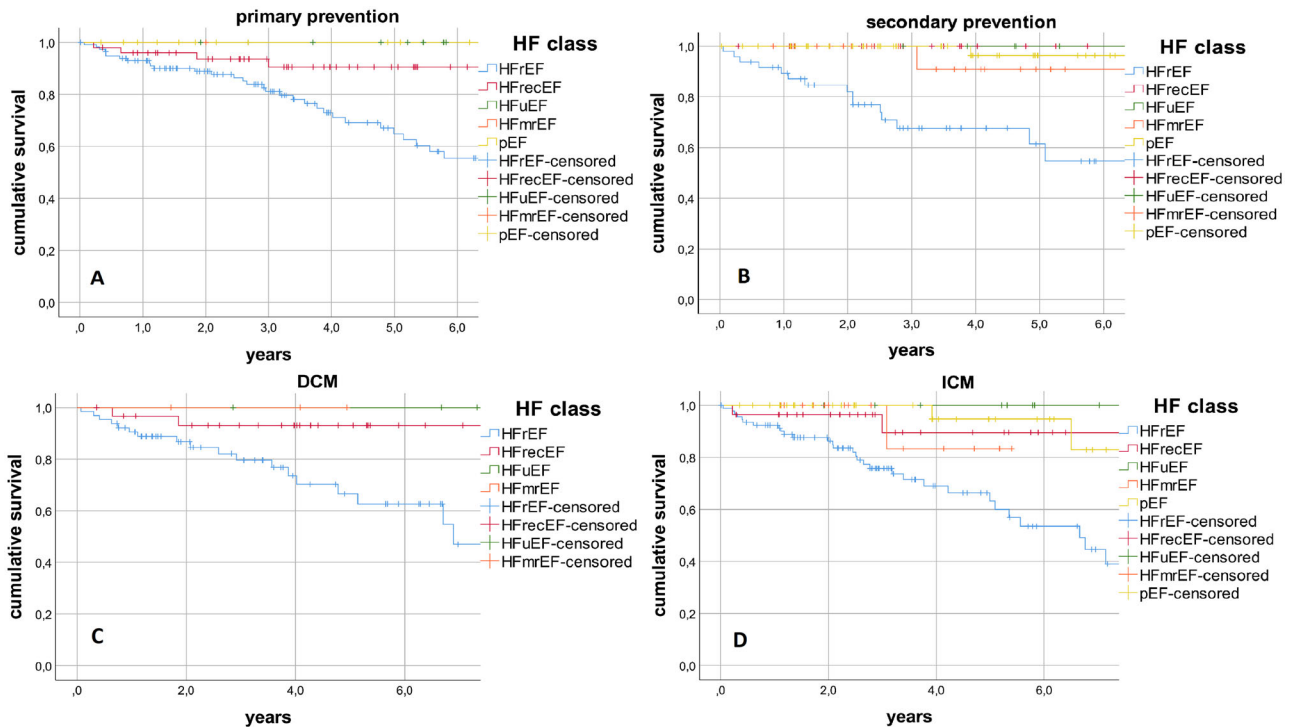 primary prevention
cumulative survival
1,0
0,8
0,6
0,4
0,2
0,0
A
,0 1,0 2,0 3,0 4,0 5,0 6,0
years
HF class
HFrEF
HFrecEF
HFuEF
HFmrEF
pEF
HFrEF-censored
HFrecEF-censored
HFuEF-censored
HFmrEF-censored
pEF-censored
secondary prevention
cumulative survival
1,0
0,8
0,6
0,4
0,2
0,0
B
,0 1,0 2,0 3,0 4,0 5,0 6,0
years
HF class
HFrEF
HFrecEF
HFuEF
HFmrEF
pEF
HFrEF-censored
HFrecEF-censored
HFuEF-censored
HFmrEF-censored
pEF-censored
DCM
cumulative survival
1,0
0,8
0,6
0,4
0,2
0,0
C
,0 2,0 4,0 6,0
years
HF class
HFrEF
HFrecEF
HFuEF
HFmrEF
HFrEF-censored
HFrecEF-censored
HFuEF-censored
HFmrEF-censored
ICM
cumulative survival
1,0
0,8
0,6
0,4
0,2
0,0
D
,0 2,0 4,0 6,0
years
HF class
HFrEF
HFrecEF
HFuEF
HFmrEF
pEF
HFrEF-censored
HFrecEF-censored
HFuEF-censored
HFmrEF-censored
pEF-censored